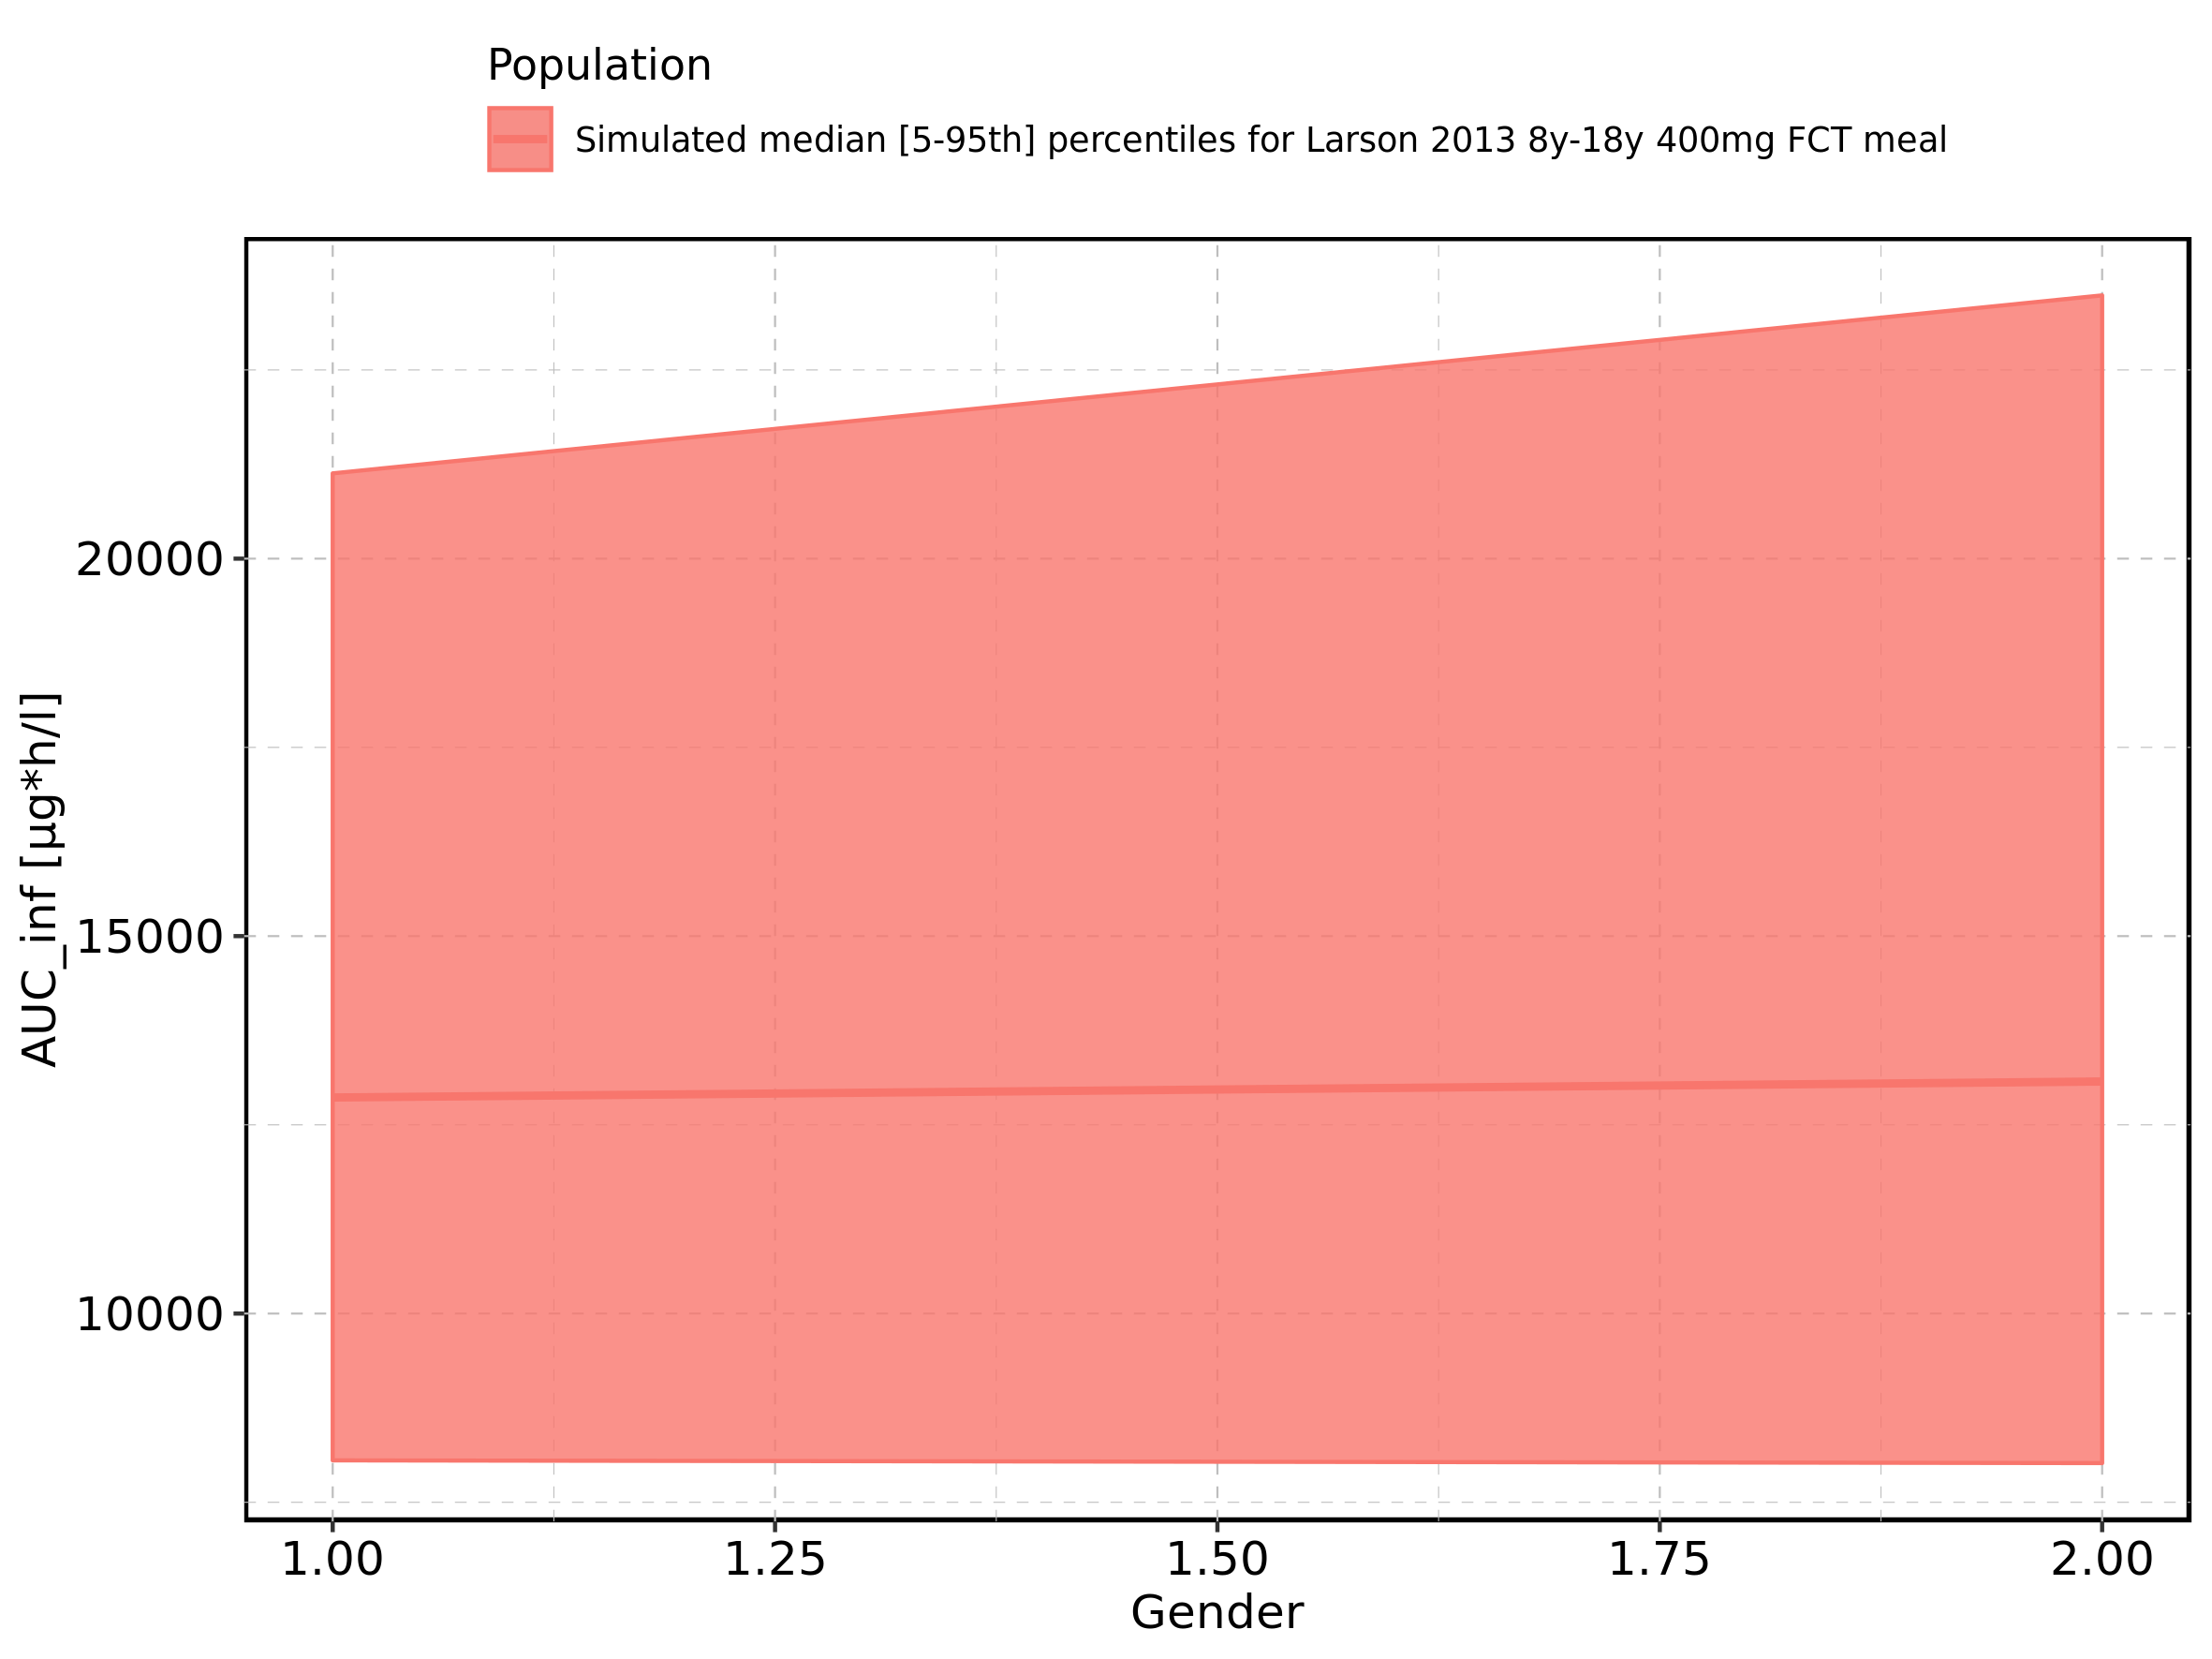 Population
Simulated median [5-95th] percentiles for Larson 2013 8y-18y 400mg FCT meal
AUC_inf [µg*h/l]
20000
15000
10000
1.00 1.25 1.50 1.75 2.00
Gender